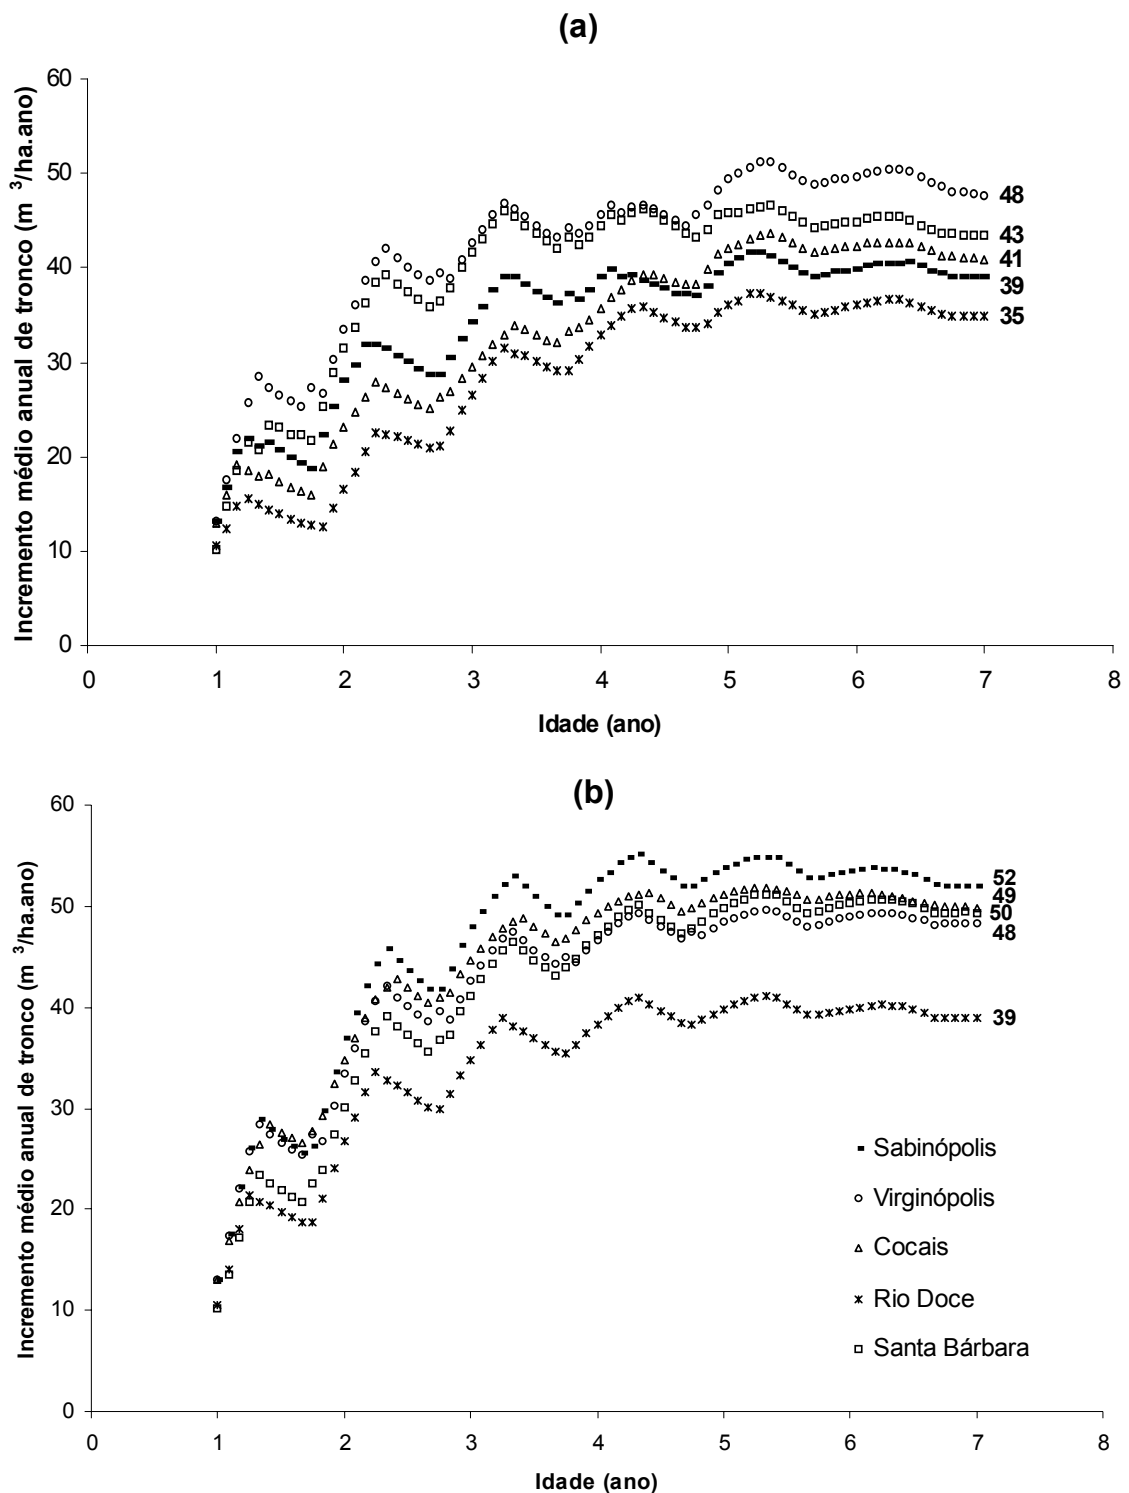 (a)
Incremento médio anual de tronco (m ³/ha.ano)
60
50
40
30
20
10
0
48
43
41
39
35
0 1 2 3 4 5 6 7 8
Idade (ano)
(b)
Incremento médio anual de tronco (m ³/ha.ano)
60
50
40
30
20
10
0
52
49
50
48
39
Sabinópolis
Virginópolis
Cocais
Rio Doce
Santa Bárbara
0 1 2 3 4 5 6 7 8
Idade (ano)